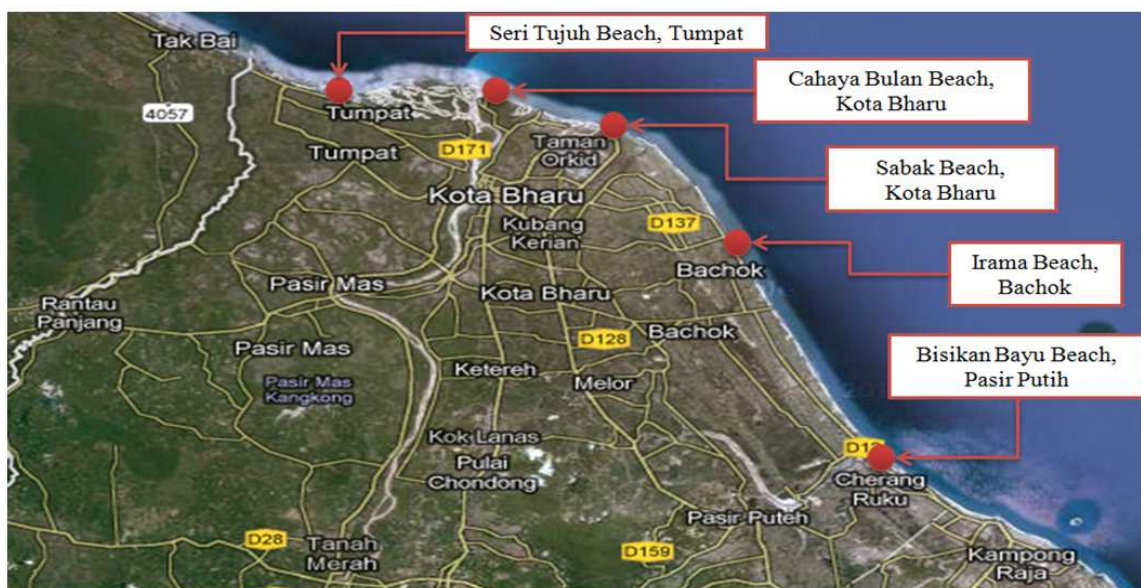 Seri Tujuh Beach, Tumpat
Tak Bai
Cahaya Bulan Beach,
Kota Bharu
4057
Tumpat
Taman
Orkid
Tumpat
D171
Sabak Beach,
Kota Bharu
Kota Bharu
Kubang
Kerian
D137
Bachok
Irama Beach,
Bachok
Pasir Mas
Kota Bharu
Rantau
Panjang
Bachok
D128
Pasir Mas
Bisikan Bayu Beach,
Pasir Putih
Ketereh
Melor
Pasir Mas
Kangkong
Kok Lanas
Pulai
Chondong
Cherang
Ruku
Pasir Puteh
D28
Tanah
Merah
D159
Kampong
Raja